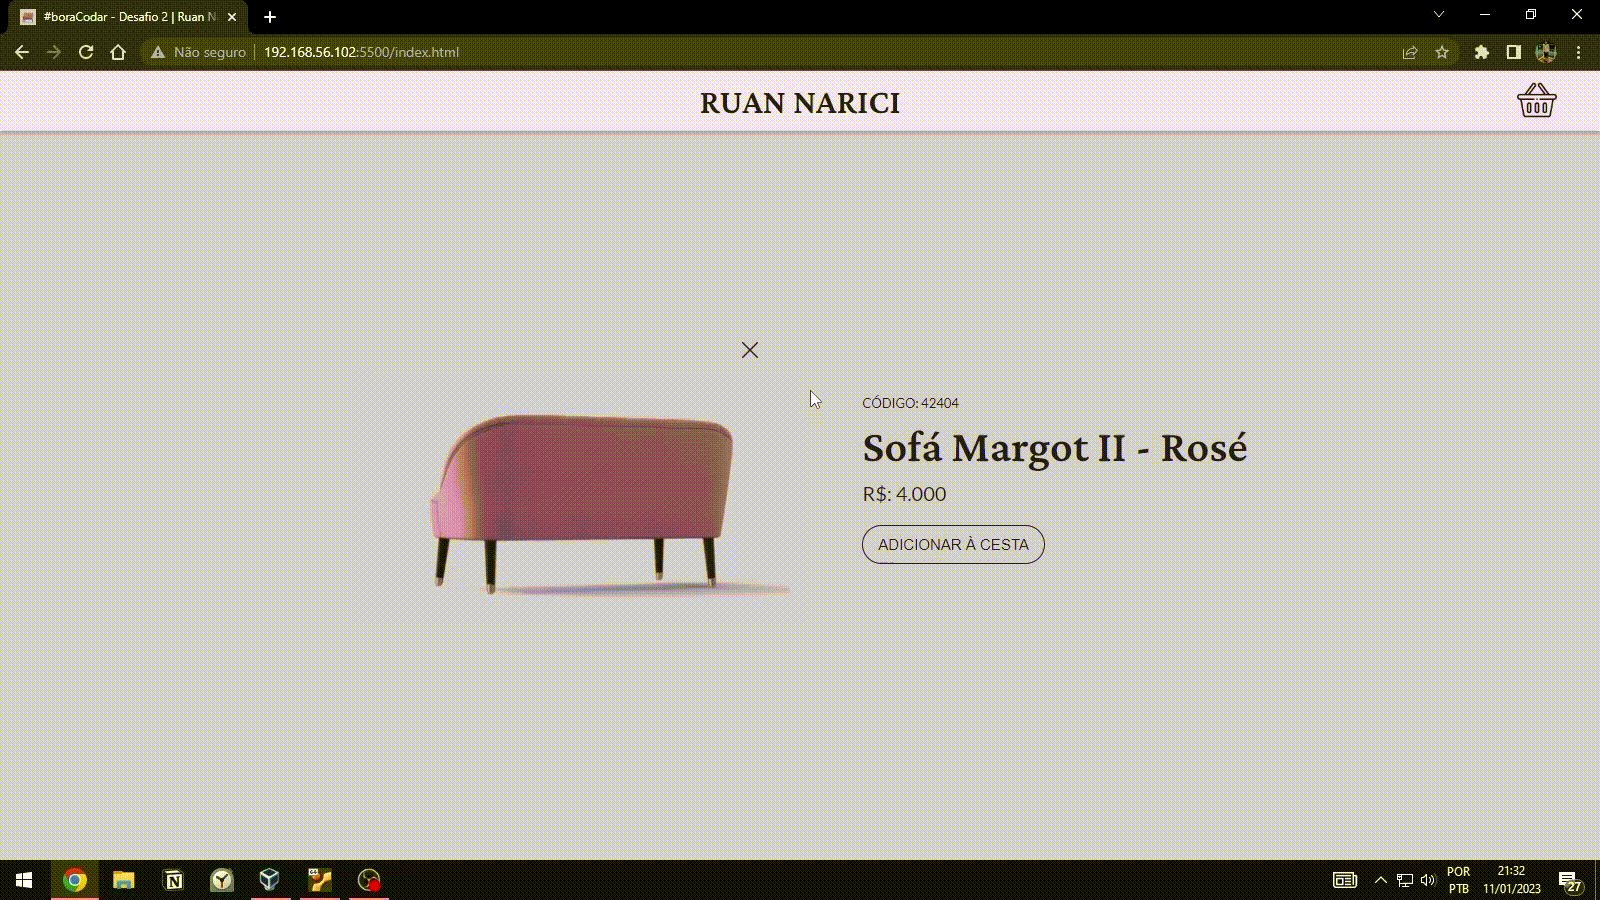 #boraCodar - Desafio 2 | Ruan N
Não seguro
192.168.56.102:5500/index.html
RUAN NARICI
CÓDIGO: 42404
Sofá Margot II - Rosé
R$: 4.000
ADICIONAR À CESTA
POR
PTB
21:32
11/01/2023
27